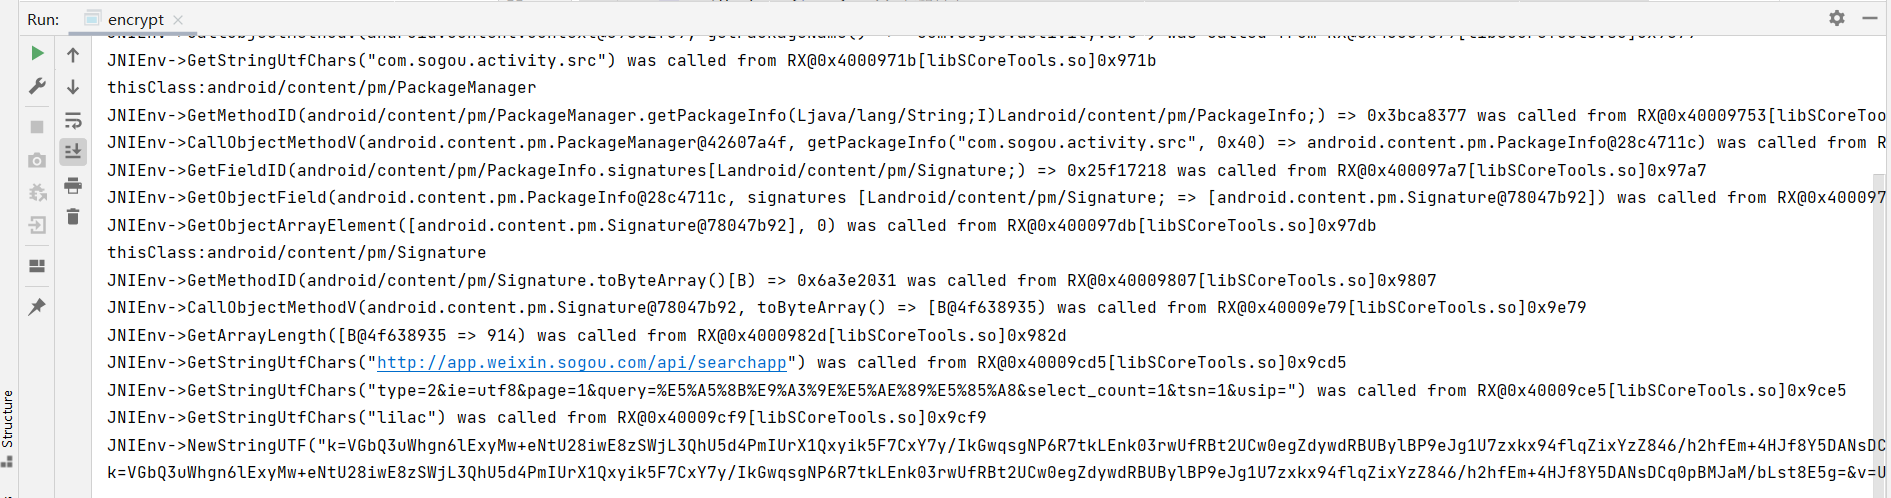 Run: encrypt
JNIEnv->GetStringUtfChars("com.sogou.activity.src") was called from RX@0x4000971b[libSCoreTools.so]0x971b
thisClass:android/content/pm/PackageManager
JNIEnv->GetMethodID(android/content/pm/PackageManager.getPackageInfo(Ljava/lang/String;I)Landroid/content/pm/PackageInfo;) => 0x3bca8377 was called from RX@0x40009753[libSCoreToo
JNIEnv->CallObjectMethodV(android.content.pm.PackageManager@42607a4f, getPackageInfo("com.sogou.activity.src", 0x40) => android.content.pm.PackageInfo@28c4711c) was called from R
JNIEnv->GetFieldID(android/content/pm/PackageInfo.signatures[Landroid/content/pm/Signature;) => 0x25f17218 was called from RX@0x400097a7[libSCoreTools.so]0x97a7
JNIEnv->GetObjectField(android.content.pm.PackageInfo@28c4711c, signatures [Landroid/content/pm/Signature; => [android.content.pm.Signature@78047b92]) was called from RX@0x400097
JNIEnv->GetObjectArrayElement([android.content.pm.Signature@78047b92], 0) was called from RX@0x400097db[libSCoreTools.so]0x97db
thisClass:android/content/pm/Signature
JNIEnv->GetMethodID(android/content/pm/Signature.toByteArray()[B) => 0x6a3e2031 was called from RX@0x40009807[libSCoreTools.so]0x9807
JNIEnv->CallObjectMethodV(android.content.pm.Signature@78047b92, toByteArray() => [B@4f638935) was called from RX@0x40009e79[libSCoreTools.so]0x9e79
JNIEnv->GetArrayLength([B@4f638935 => 914) was called from RX@0x4000982d[libSCoreTools.so]0x982d
JNIEnv->GetStringUtfChars("http://app.weixin.sogou.com/api/searchapp") was called from RX@0x40009cd5[libSCoreTools.so]0x9cd5
JNIEnv->GetStringUtfChars("type=2&ie=utf8&page=1&query=%E5%A5%8B%E9%A3%9E%E5%AE%89%E5%85%A8&select_count=1&tsn=1&usip=") was called from RX@0x40009ce5[libSCoreTools.so]0x9ce5
JNIEnv->GetStringUtfChars("lilac") was called from RX@0x40009cf9[libSCoreTools.so]0x9cf9
JNIEnv->NewStringUTF("k=VGbQ3uWhgn6lExyMw+eNtU28iwE8zSWjL3QhU5d4PmIUrX1Qxyik5F7CxY7y/IkGwqsgNP6R7tkLEnk03rwUfRBt2UCw0egZdywdRBUBylBP9eJg1U7zxkx94flqZixYzZ846/h2hfEm+4HJf8Y5DANsDC
k=VGbQ3uWhgn6lExyMw+eNtU28iwE8zSWjL3QhU5d4PmIUrX1Qxyik5F7CxY7y/IkGwqsgNP6R7tkLEnk03rwUfRBt2UCw0egZdywdRBUBylBP9eJg1U7zxkx94flqZixYzZ846/h2hfEm+4HJf8Y5DANsDCq0pBMJaM/bLst8E5g=&v=U
Structure